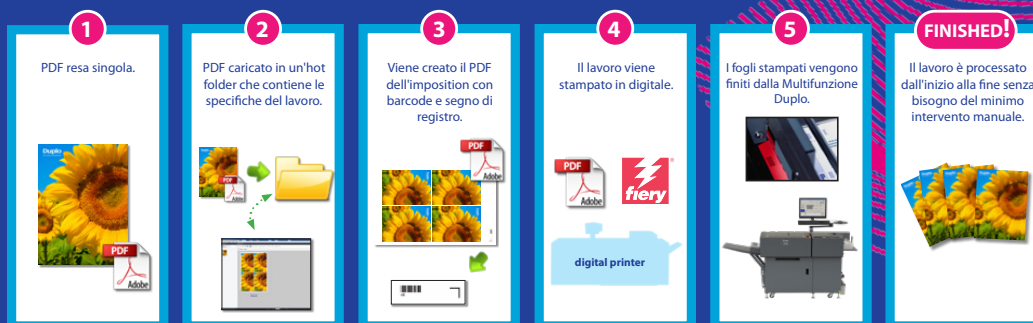 1
PDF resa singola.
Duplo
PDF
Adobe
2
PDF caricato in un'hot
folder che contiene le
specifiche del lavoro.
PDF
Adobe
3
Viene creato il PDF
dell'imposition con
barcode e segno di
registro.
PDF
Adobe
4
Il lavoro viene
stampato in digitale.
PDF
Adobe
fiery
digital printer
5
I fogli stampati vengono
finiti dalla Multifunzione
Duplo.
FINISHED!
Il lavoro è processato
dall'inizio alla fine senza
bisogno del minimo
intervento manuale.